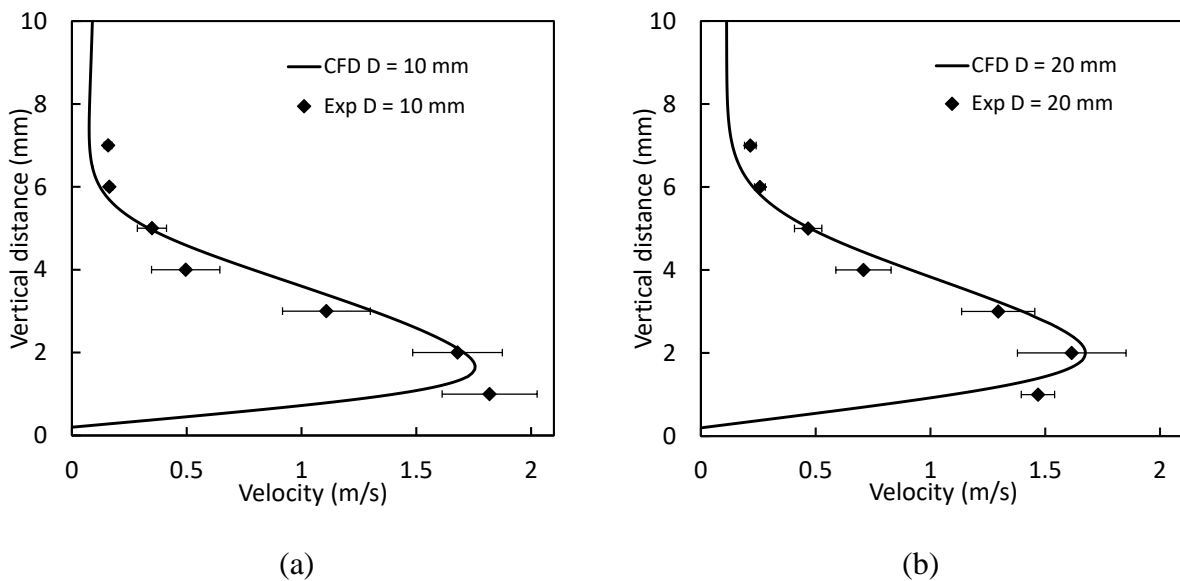 10
8
6
4
2
0
Vertical distance (mm)
CFD D = 10 mm
Exp D = 10 mm
0
0.5
1
1.5
2
Velocity (m/s)
(a)
10
8
6
4
2
0
Vertical distance (mm)
CFD D = 20 mm
Exp D = 20 mm
0
0.5
1
1.5
2
Velocity (m/s)
(b)